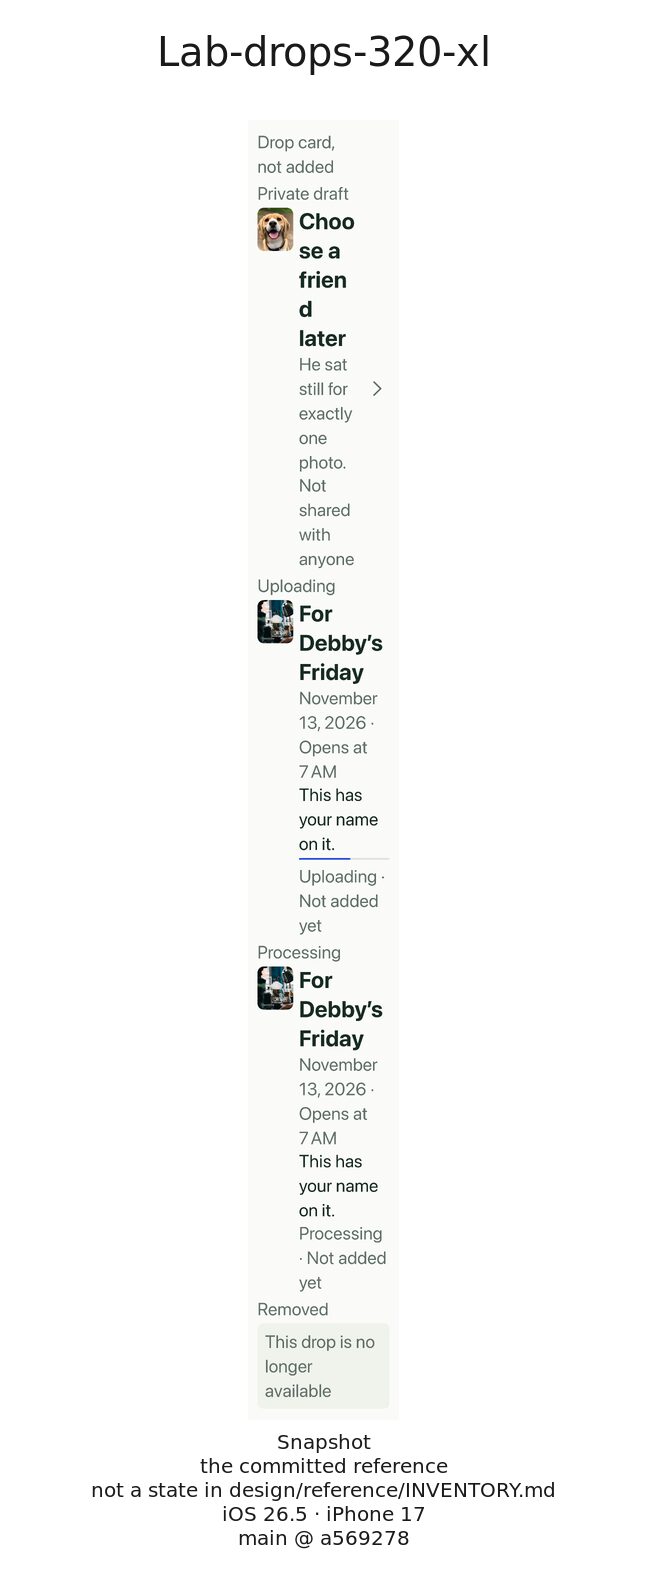 Lab-drops-320-xl
Drop card,
not added
Private draft
Choo
se a
frien
d
later
He sat
still for
exactly
one
photo.
Not
shared
with
anyone
Uploading
For
Debby’s
Friday
November
13, 2026 ·
Opens at
7 AM
This has
your name
on it.
Uploading ·
Not added
yet
Processing
For
Debby’s
Friday
November
13, 2026 ·
Opens at
7 AM
This has
your name
on it.
Processing
· Not added
yet
Removed
This drop is no
longer
available
Snapshot
the committed reference
not a state in design/reference/INVENTORY.md
iOS 26.5 · iPhone 17
main @ a569278